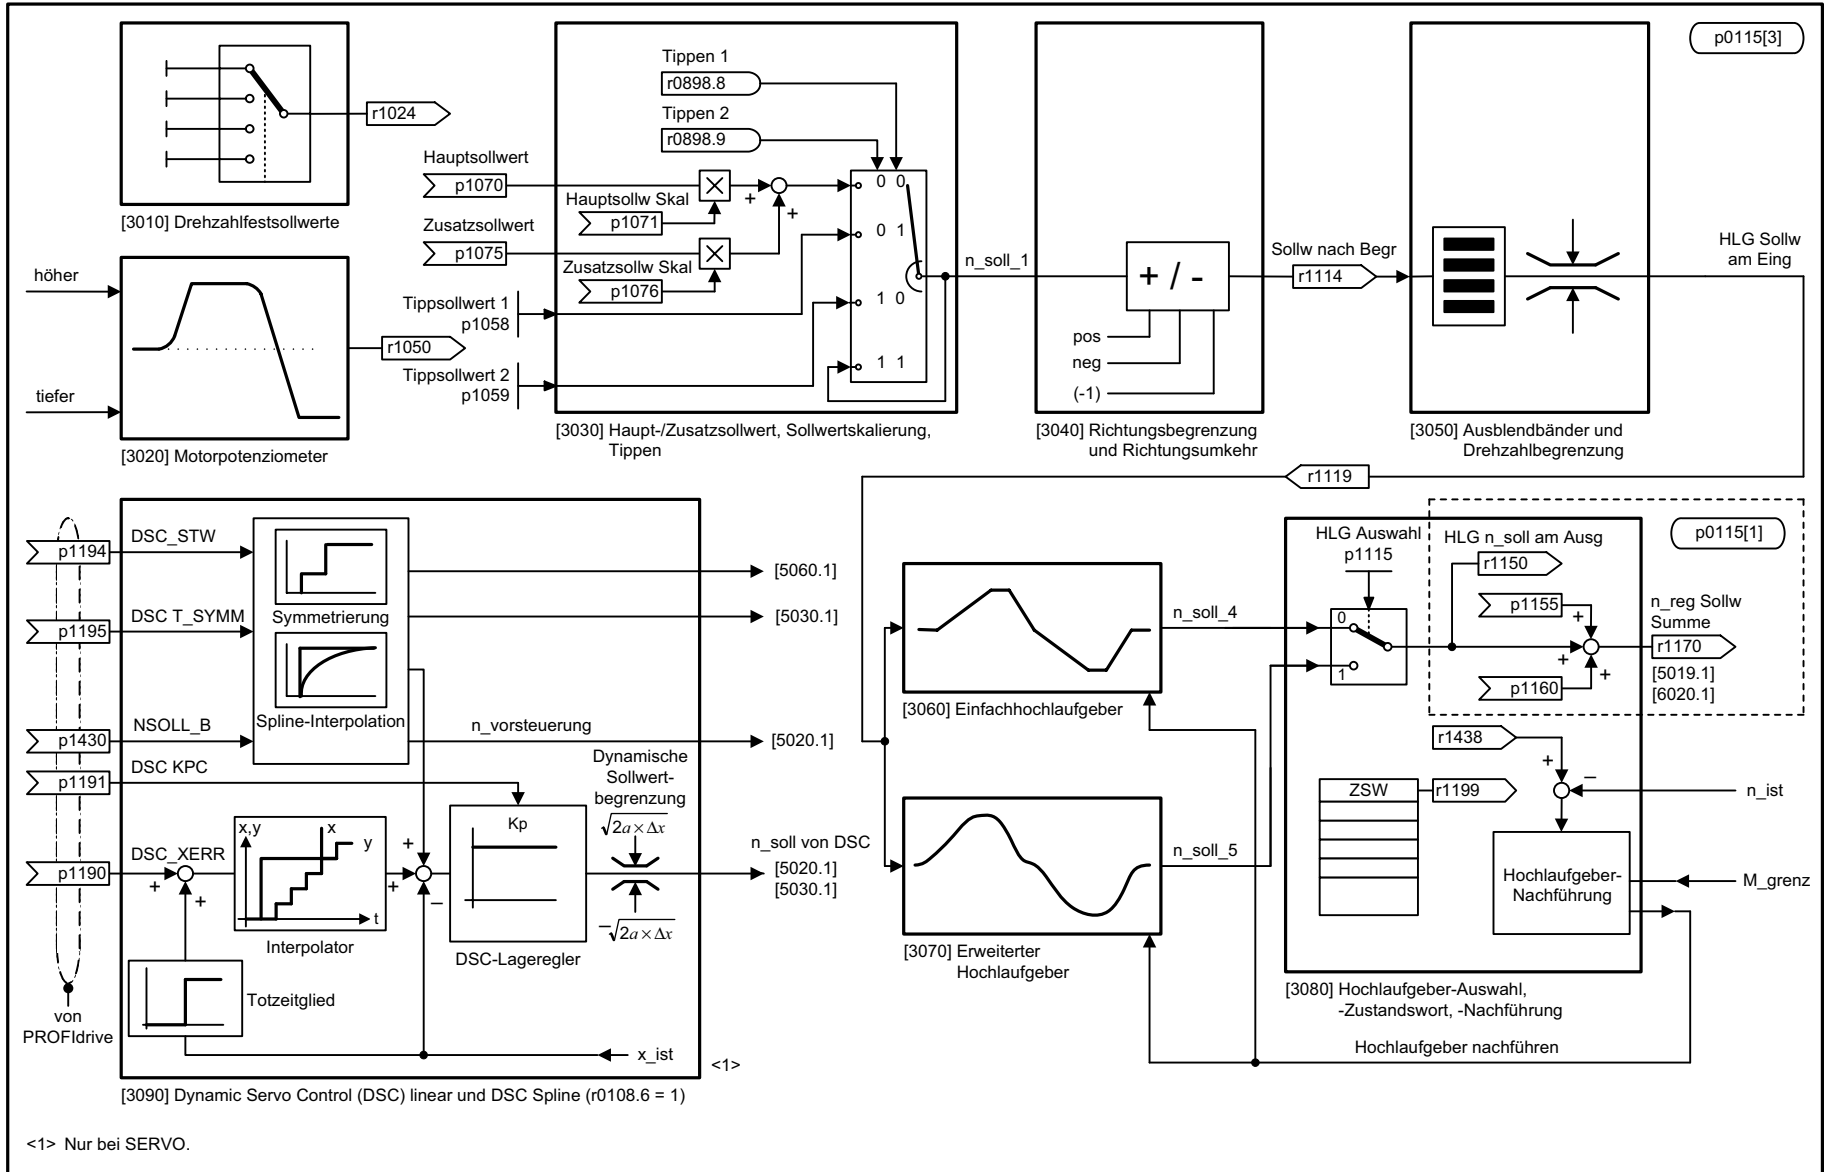 p0115[3]
r1024
[3010] Drehzahlfestsollwerte
höher
tiefer
r1050
[3020] Motorpotenziometer
Tippen 1
r0898.8
Tippen 2
r0898.9
Hauptsollwert
p1070
Hauptsollw Skal
p1071
Zusatzsollwert
p1075
Zusatzsollw Skal
p1076
Tippsollwert 1
p1058
Tippsollwert 2
p1059
+
+
0 0
0 1
1 0
1 1
n_soll_1
[3030] Haupt-/Zusatzsollwert, Sollwertskalierung,
Tippen
+ / -
pos
neg
(-1)
[3040] Richtungsbegrenzung
und Richtungsumkehr
Sollw nach Begr
r1114
[3050] Ausblendbänder und
Drehzahlbegrenzung
HLG Sollw
am Eing
r1119
p1194
DSC_STW
p1195
DSC T_SYMM
p1430
NSOLL_B
p1191
DSC KPC
p1190
DSC_XERR
von
PROFIdrive
Symmetrierung
Spline-Interpolation
[5060.1]
[5030.1]
n_vorsteuerung
[5020.1]
+
+
x,y
x
y
t
Interpolator
Totzeitglied
+
+
–
Kp
DSC-Lageregler
Dynamische
Sollwert-
begrenzung
√2a × Δx
–√2a × Δx
n_soll von DSC
[5020.1]
[5030.1]
x_ist
<1>
[3090] Dynamic Servo Control (DSC) linear und DSC Spline (r0108.6 = 1)
n_soll_4
[3060] Einfachhochlaufgeber
n_soll_5
[3070] Erweiterter
Hochlaufgeber
HLG Auswahl
p1115
0
1
HLG n_soll am Ausg
r1150
p0115[1]
p1155
+
+
+
p1160
n_reg Sollw
Summe
r1170
[5019.1]
[6020.1]
r1438
+
–
n_ist
ZSW
r1199
Hochlaufgeber-
Nachführung
M_grenz
[3080] Hochlaufgeber-Auswahl,
-Zustandswort, -Nachführung
Hochlaufgeber nachführen
<1> Nur bei SERVO.